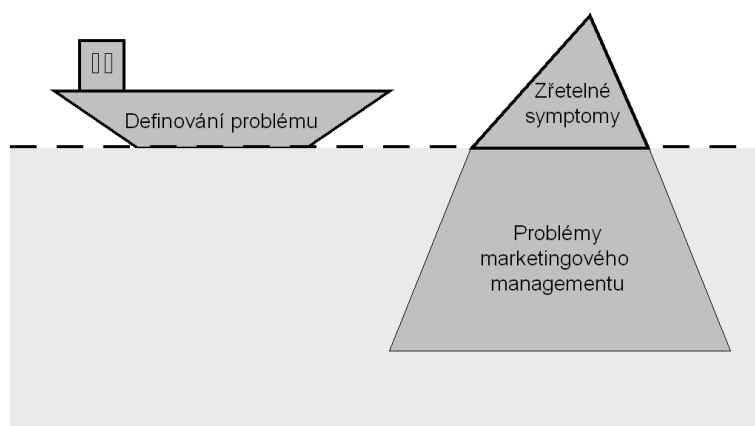 Definování problému
Zřetelné
symptomy
Problémy
marketingového
managementu